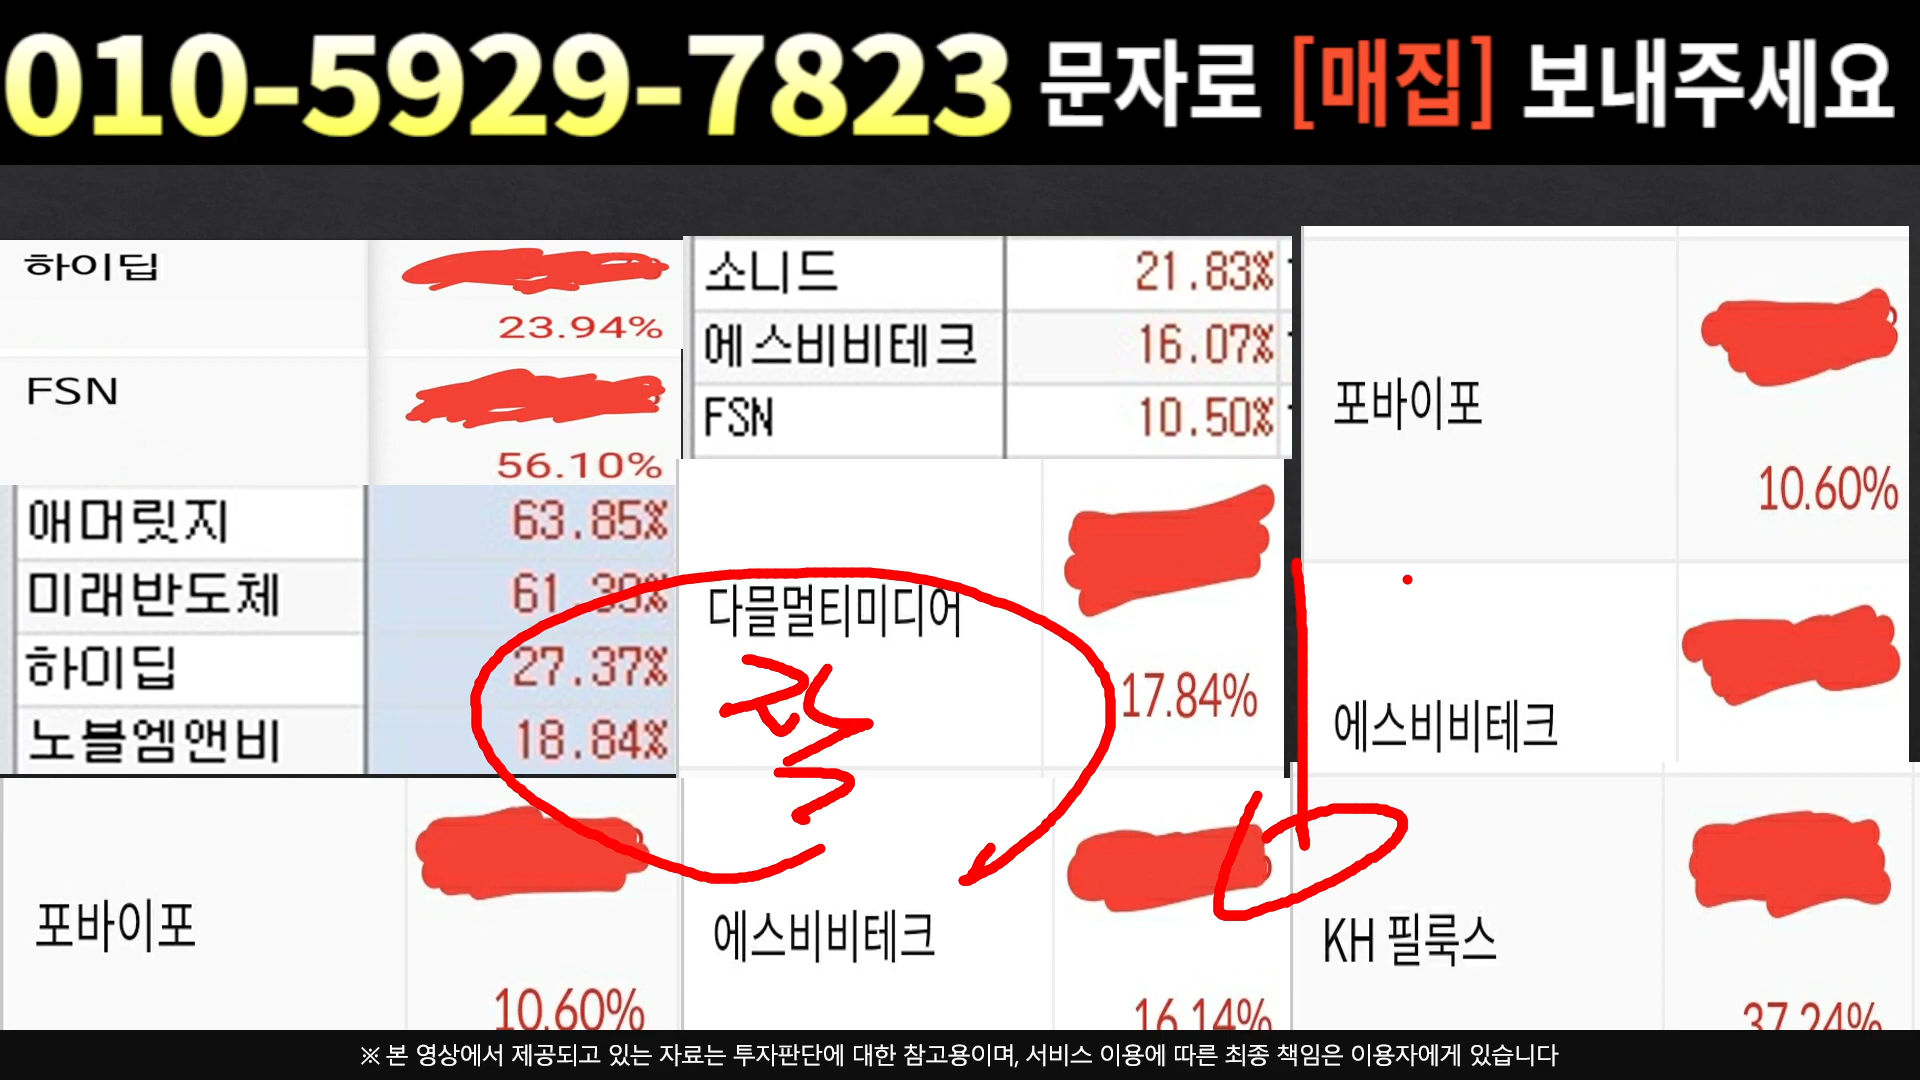 010-5929-7823 문자로 [매집] 보내주세요
하이딥
23.94%
FSN
56.10%
소니드 21.83%
에스비비테크 16.07%
FSN 10.50%
포바이포
10.60%
애머릿지 63.85%
미래반도체 61.39%
하이딥 27.37%
노블엠앤비 18.84%
다믈멀티미디어
17.84%
에스비비테크
포바이포
10.60%
에스비비테크
16.14%
KH 필룩스
37.24%
※ 본 영상에서 제공되고 있는 자료는 투자판단에 대한 참고용이며, 서비스 이용에 따른 최종 책임은 이용자에게 있습니다